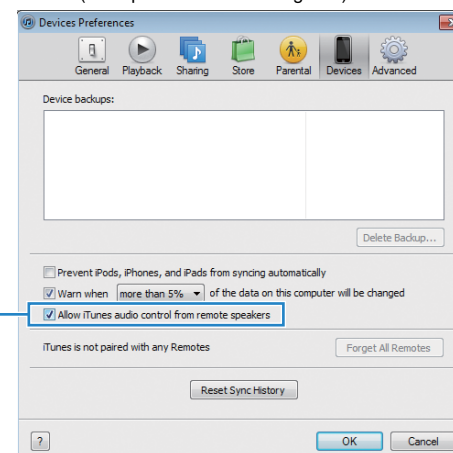 Devices Preferences
General Playback Sharing Store Parental Devices Advanced
Device backups:
Delete Backup...
Prevent iPods, iPhones, and iPads from syncing automatically
Warn when more than 5% of the data on this computer will be changed
Allow iTunes audio control from remote speakers
iTunes is not paired with any Remotes Forget All Remotes
Reset Sync History
? OK Cancel